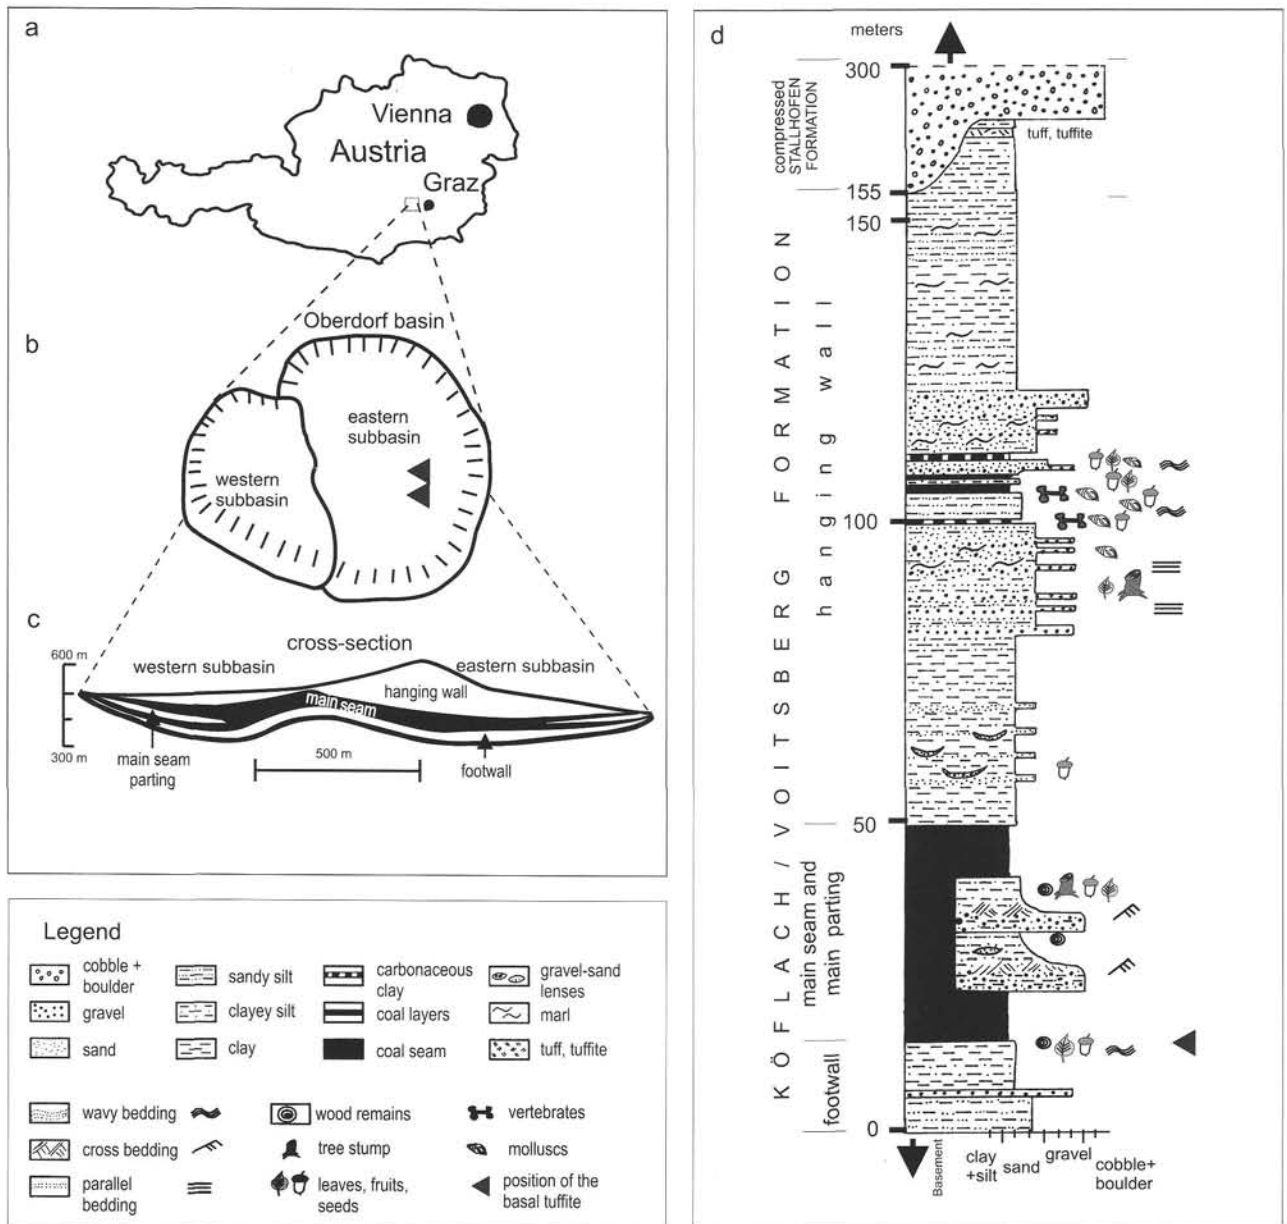 a
Vienna
Austria
Graz
b
Oberdorf basin
eastern
subbasin
western
subbasin
c
cross-section
600 m
western subbasin
eastern subbasin
hanging wall
main seam
300 m
main seam
parting
500 m
footwall
Legend
cobble +
boulder
sandy silt
carbonaceous
clay
gravel-sand
lenses
gravel
clayey silt
coal layers
marl
sand
clay
coal seam
tuff, tuffite
wavy bedding
wood remains
vertebrates
cross bedding
tree stump
molluscs
parallel
bedding
leaves, fruits,
seeds
position of the
basal tuffite
d
meters
300
compressed
STALLHOFEN
FORMATION
tuff, tuffite
155
150
KÖFLACH/VOITSBERG FORMATION
hanging wall
100
50
main seam and
main parting
footwall
0
Basement
clay
+silt
sand
gravel
cobble+
boulder